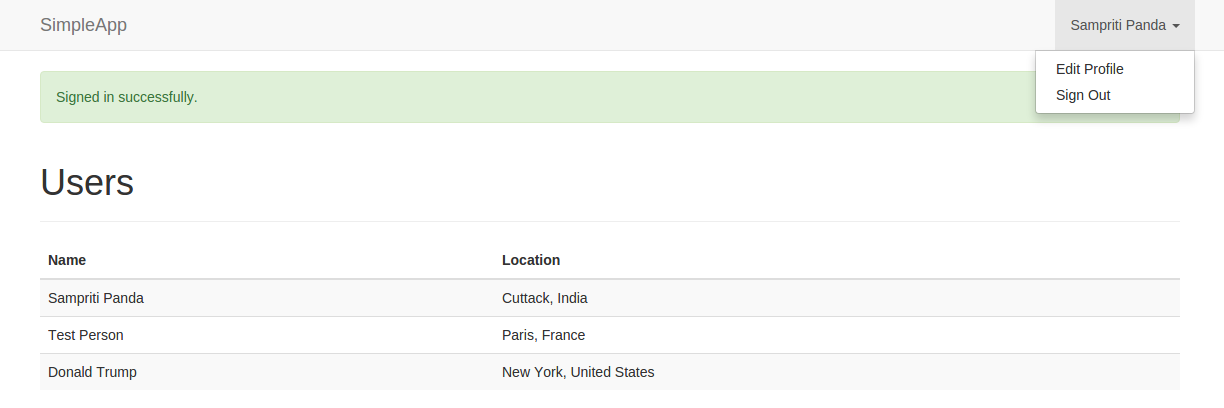 SimpleApp
Sampriti Panda
Edit Profile
Sign Out
Signed in successfully.
Users
Name Location
Sampriti Panda Cuttack, India
Test Person Paris, France
Donald Trump New York, United States